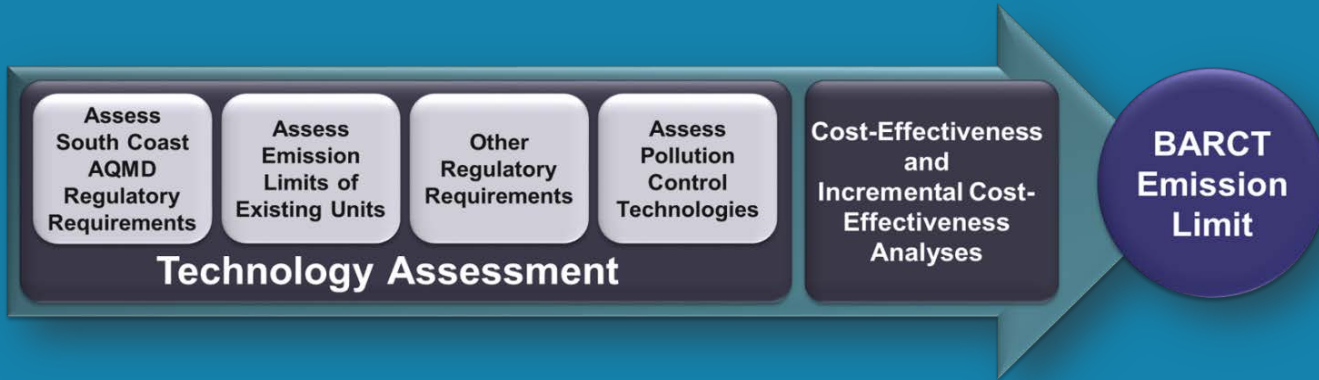 Assess
South Coast
AQMD
Regulatory
Requirements
Assess
Emission
Limits of
Existing Units
Other
Regulatory
Requirements
Assess
Pollution
Control
Technologies
Technology Assessment
Cost-Effectiveness
and
Incremental Cost-
Effectiveness
Analyses
BARCT
Emission
Limit